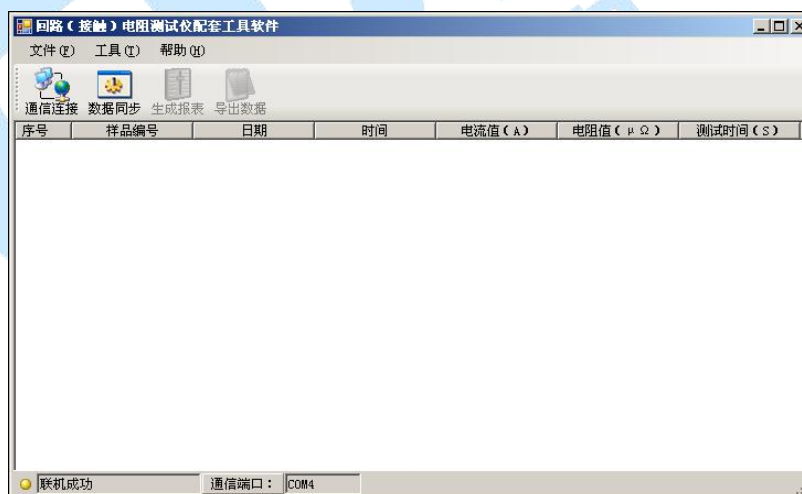 回路(接触)电阻测试仪配套工具软件
文件(F) 工具(T) 帮助(H)
通信连接 数据同步 生成报表 导出数据
序号 样品编号 日期 时间 电流值(A) 电阻值(μΩ) 测试时间(S)
联机成功 通信端口： COM4